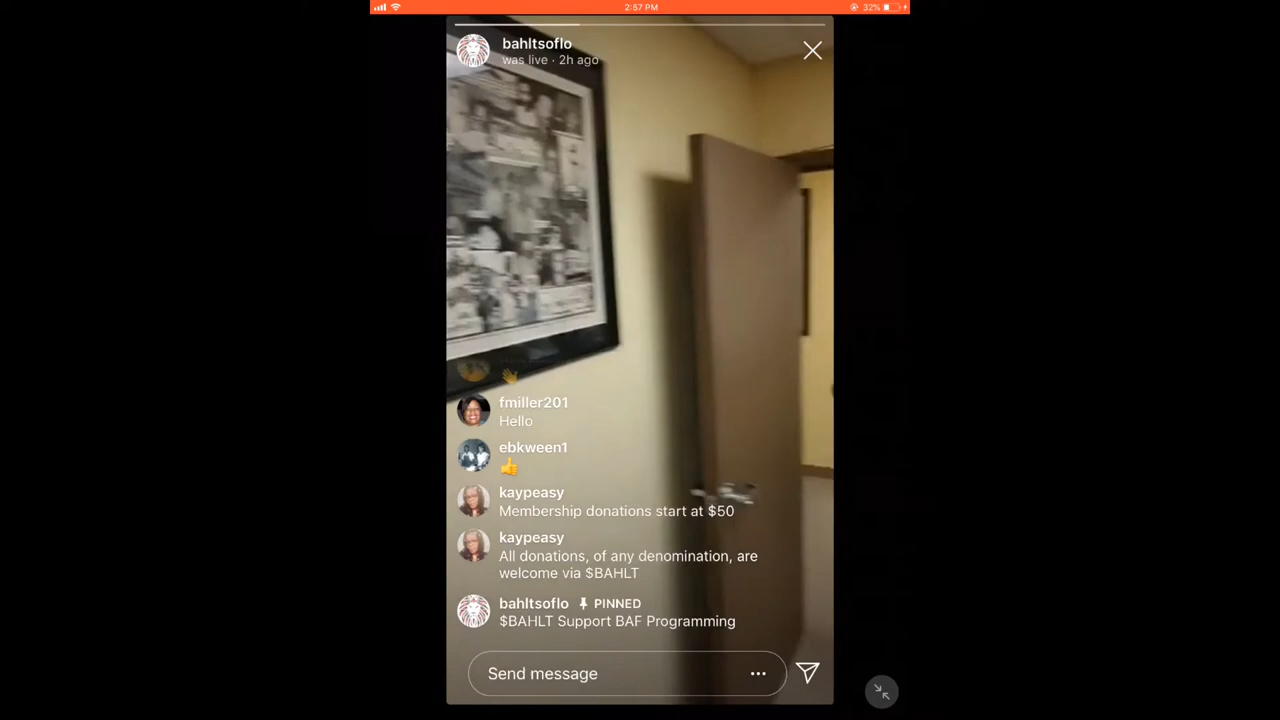 2:57 PM
32%
bahltsoflo
was live · 2h ago
fmiller201
Hello
ebkween1
kaypeasy
Membership donations start at $50
kaypeasy
All donations, of any denomination, are
welcome via $BAHLT
bahltsoflo PINNED
$BAHLT Support BAF Programming
Send message